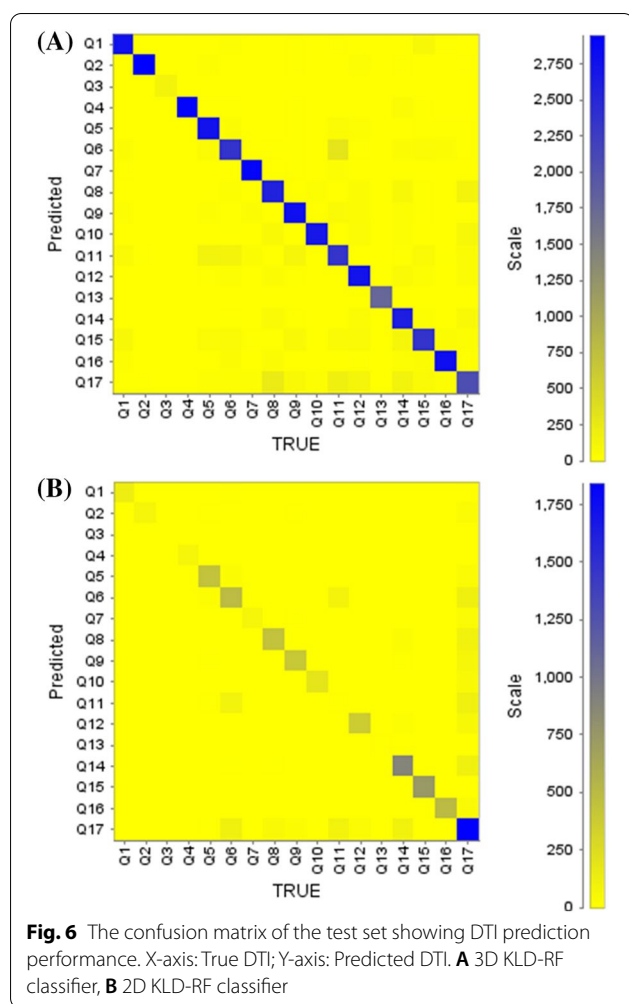 (A)
Q1
Q2
Q3
Q4
Q5
Q6
Q7
Q8
Q9
Q10
Q11
Q12
Q13
Q14
Q15
Q16
Q17
Predicted
Q1 Q2 Q3 Q4 Q5 Q6 Q7 Q8 Q9 Q10 Q11 Q12 Q13 Q14 Q15 Q16 Q17
TRUE
Scale
2,750
2,500
2,250
2,000
1,750
1,500
1,250
1,000
750
500
250
0
(B)
Q1
Q2
Q3
Q4
Q5
Q6
Q7
Q8
Q9
Q10
Q11
Q12
Q13
Q14
Q15
Q16
Q17
Predicted
Q1 Q2 Q3 Q4 Q5 Q6 Q7 Q8 Q9 Q10 Q11 Q12 Q13 Q14 Q15 Q16 Q17
TRUE
Scale
1,750
1,500
1,250
1,000
750
500
250
0
Fig. 6 The confusion matrix of the test set showing DTI prediction
performance. X-axis: True DTI; Y-axis: Predicted DTI. A 3D KLD-RF
classifier, B 2D KLD-RF classifier